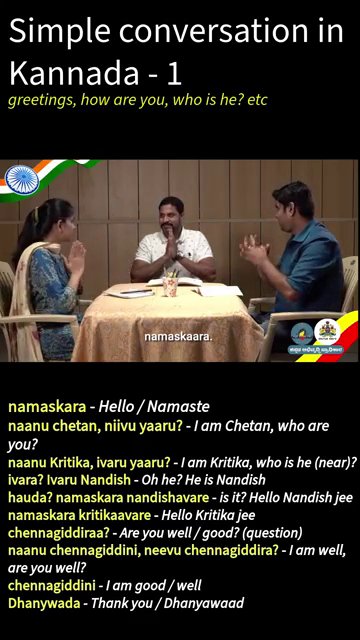 Simple conversation in
Kannada - 1
greetings, how are you, who is he? etc
namaskaara.
namaskara - Hello / Namaste
naanu chetan, niivu yaaru? - I am Chetan, who are
you?
naanu Kritika, ivaru yaaru? - I am Kritika, who is he (near)?
ivara? Ivaru Nandish - Oh he? He is Nandish
hauda? namaskara nandishavare - is it? Hello Nandish jee
namaskara kritikaavare - Hello Kritika jee
chennagiddiraa? - Are you well / good? (question)
naanu chennagiddini, neevu chennagiddira? - I am well,
are you well?
chennagiddini - I am good / well
Dhanywada - Thank you / Dhanyawaad